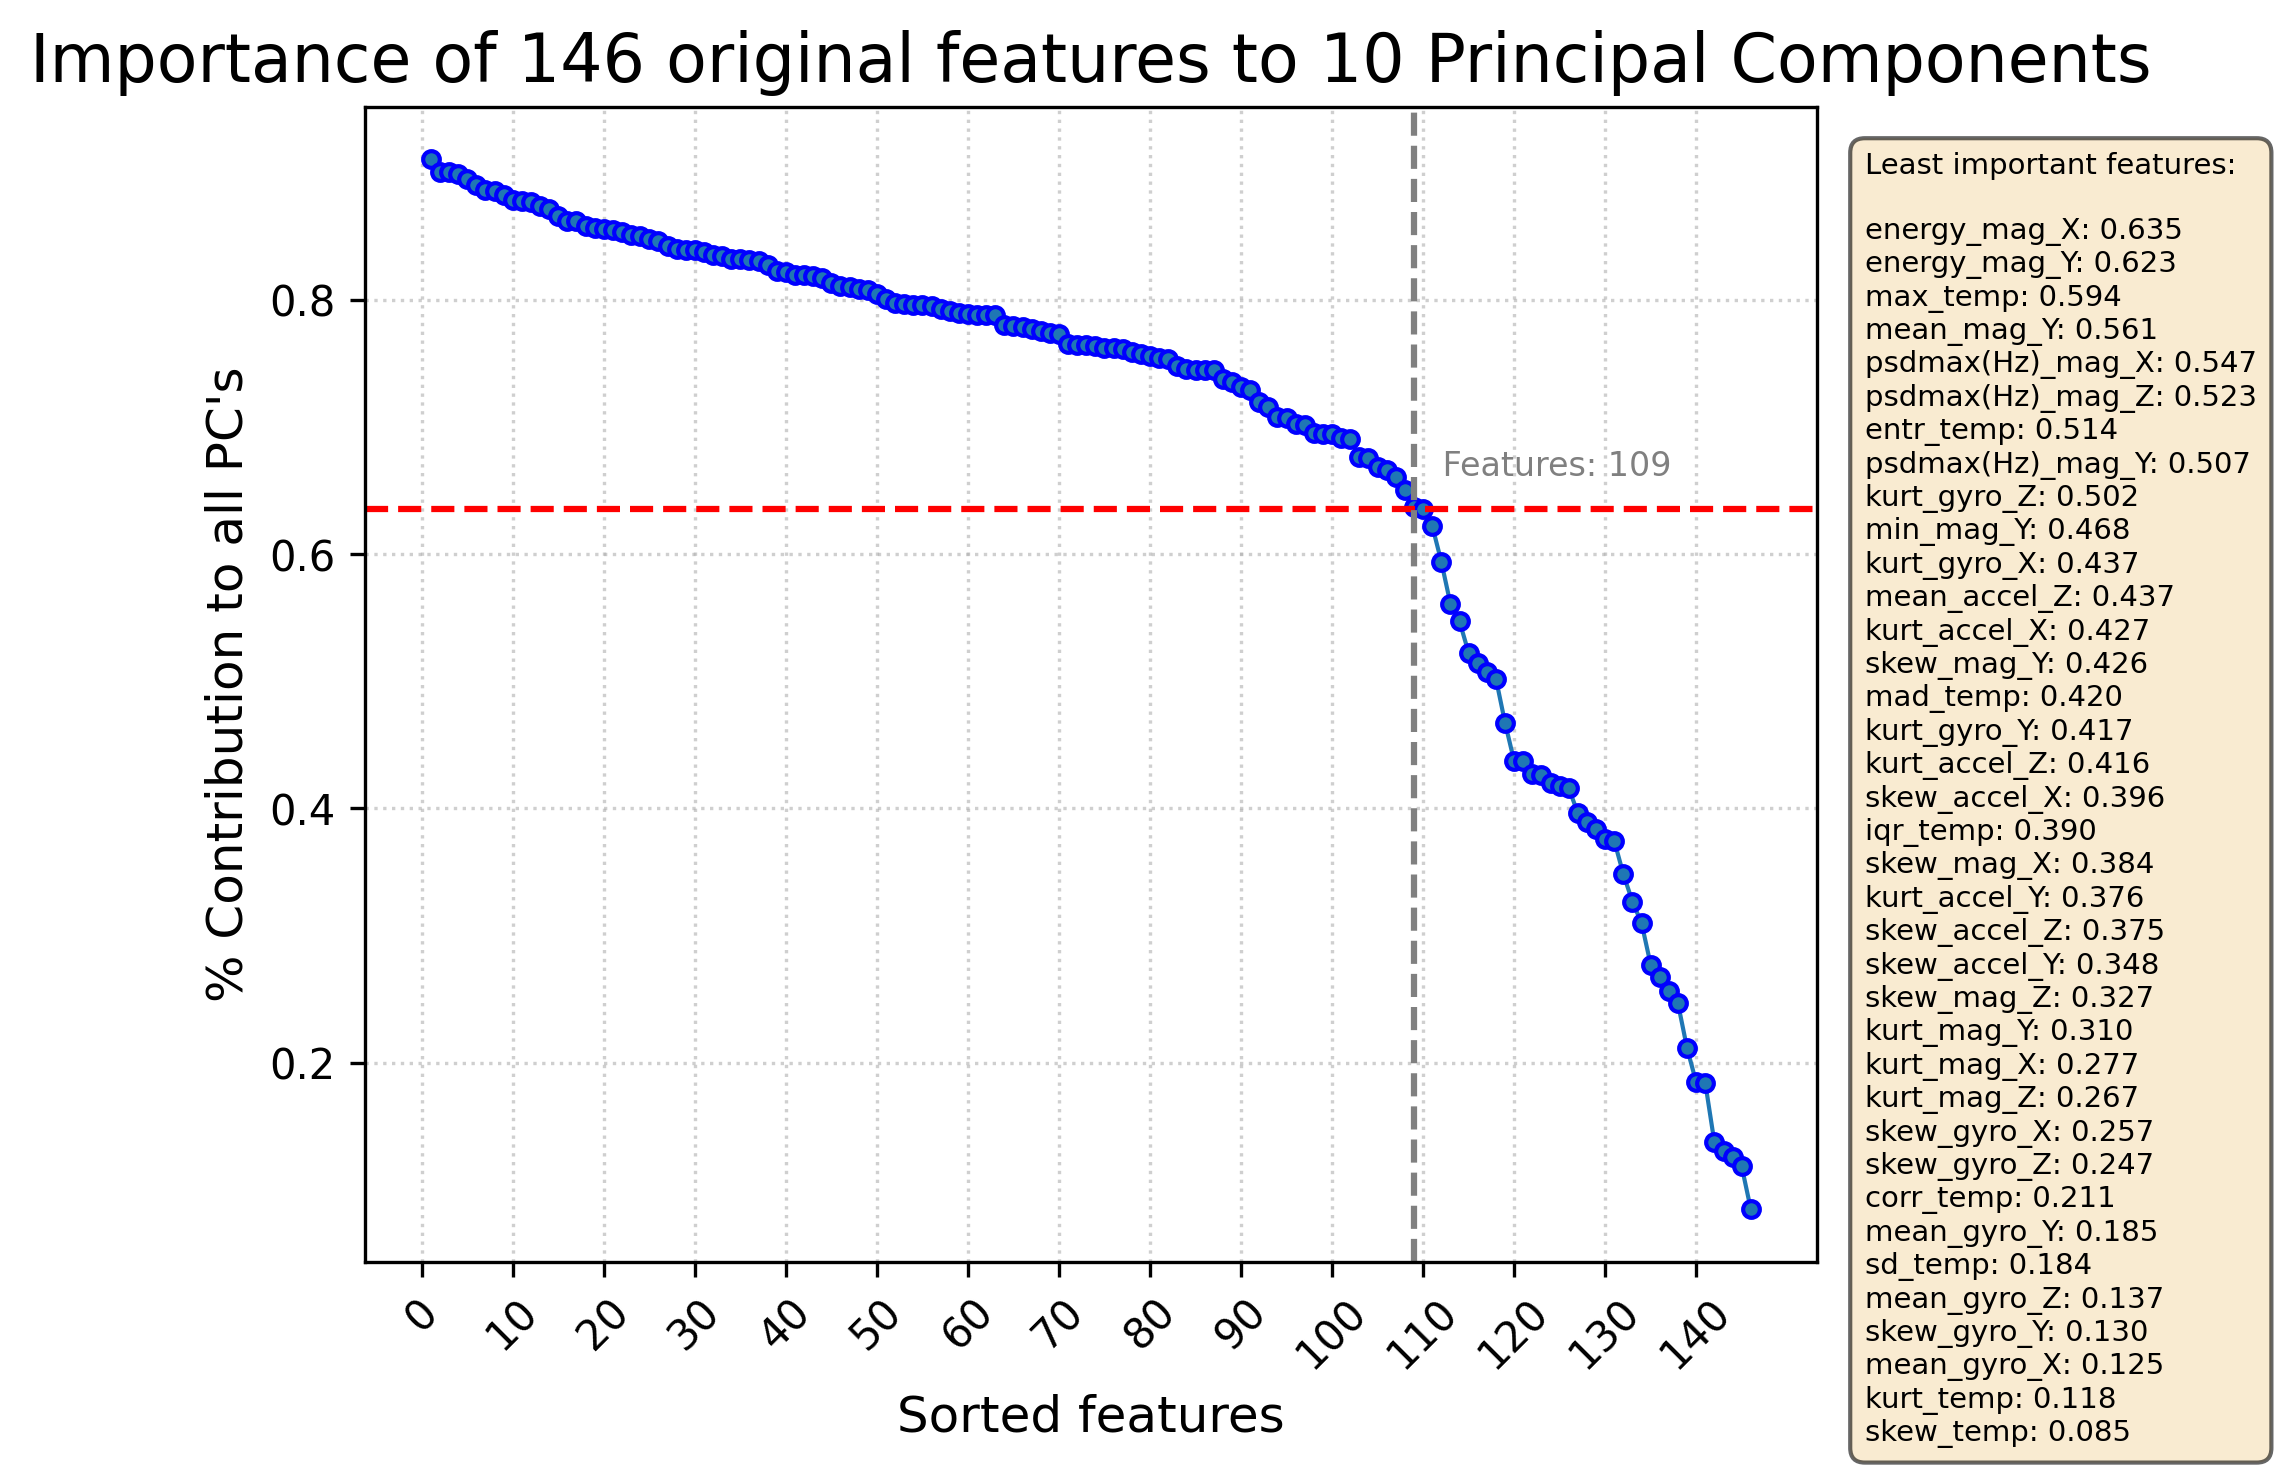 Importance of 146 original features to 10 Principal Components
% Contribution to all PC's
0.8
0.6
0.4
0.2
Features: 109
0
10
20
30
40
50
60
70
80
90
100
110
120
130
140
Sorted features
Least important features:
energy_mag_X: 0.635
energy_mag_Y: 0.623
max_temp: 0.594
mean_mag_Y: 0.561
psdmax(Hz)_mag_X: 0.547
psdmax(Hz)_mag_Z: 0.523
entr_temp: 0.514
psdmax(Hz)_mag_Y: 0.507
kurt_gyro_Z: 0.502
min_mag_Y: 0.468
kurt_gyro_X: 0.437
mean_accel_Z: 0.437
kurt_accel_X: 0.427
skew_mag_Y: 0.426
mad_temp: 0.420
kurt_gyro_Y: 0.417
kurt_accel_Z: 0.416
skew_accel_X: 0.396
iqr_temp: 0.390
skew_mag_X: 0.384
kurt_accel_Y: 0.376
skew_accel_Z: 0.375
skew_accel_Y: 0.348
skew_mag_Z: 0.327
kurt_mag_Y: 0.310
kurt_mag_X: 0.277
kurt_mag_Z: 0.267
skew_gyro_X: 0.257
skew_gyro_Z: 0.247
corr_temp: 0.211
mean_gyro_Y: 0.185
sd_temp: 0.184
mean_gyro_Z: 0.137
skew_gyro_Y: 0.130
mean_gyro_X: 0.125
kurt_temp: 0.118
skew_temp: 0.085